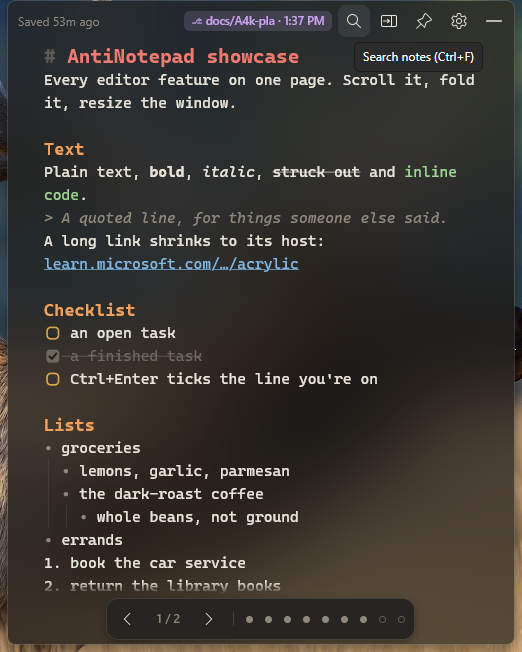 Saved 53m ago
docs/A4k-pla · 1:37 PM
Search notes (Ctrl+F)
# AntiNotepad showcase
Every editor feature on one page. Scroll it, fold
it, resize the window.
Text
Plain text, bold, italic, struck out and inline
code.
> A quoted line, for things someone else said.
A long link shrinks to its host:
learn.microsoft.com/…/acrylic
Checklist
an open task
a finished task
Ctrl+Enter ticks the line you're on
Lists
• groceries
• lemons, garlic, parmesan
• the dark-roast coffee
• whole beans, not ground
• errands
1. book the car service
2. return the library books
1/2